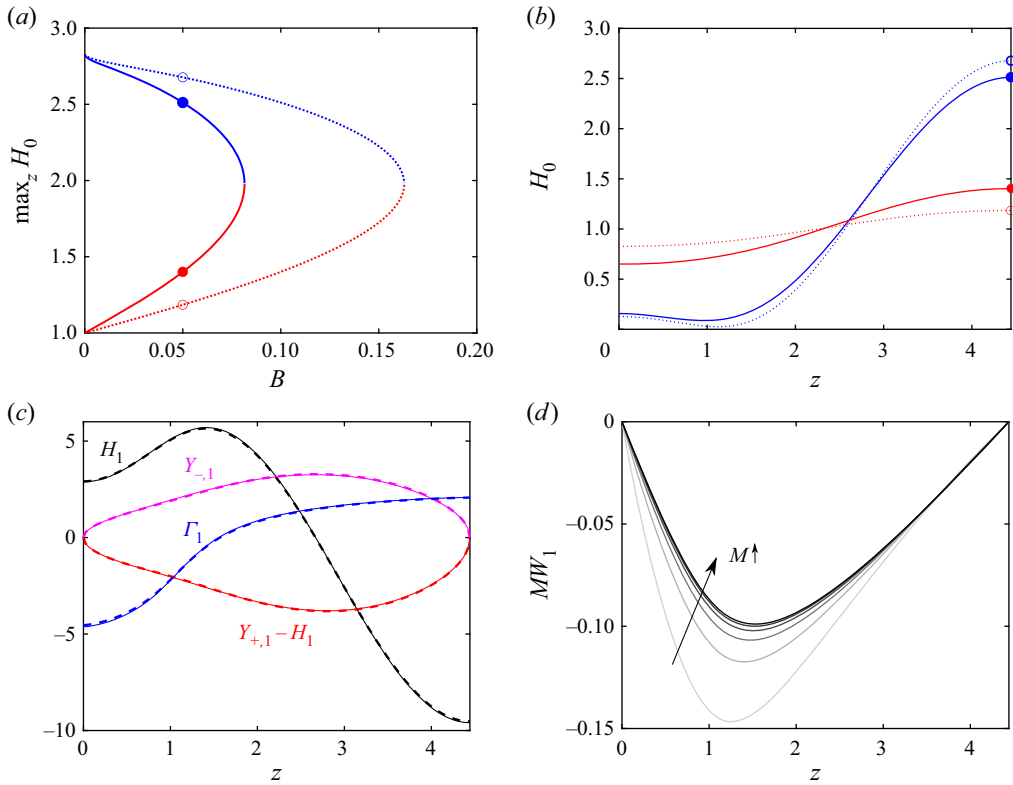 (a)
3.0
2.5
2.0
1.5
1.0
max_z H_0
0 0.05 0.10 0.15 0.20
B
(b)
3.0
2.5
2.0
1.5
1.0
0.5
H_0
0 1 2 3 4
z
(c)
5
0
−5
−10
H_1
Y_{−,1}
Γ_1
Y_{+,1} − H_1
0 1 2 3 4
z
(d)
0
−0.05
−0.10
−0.15
MW_1
M↑
0 1 2 3 4
z